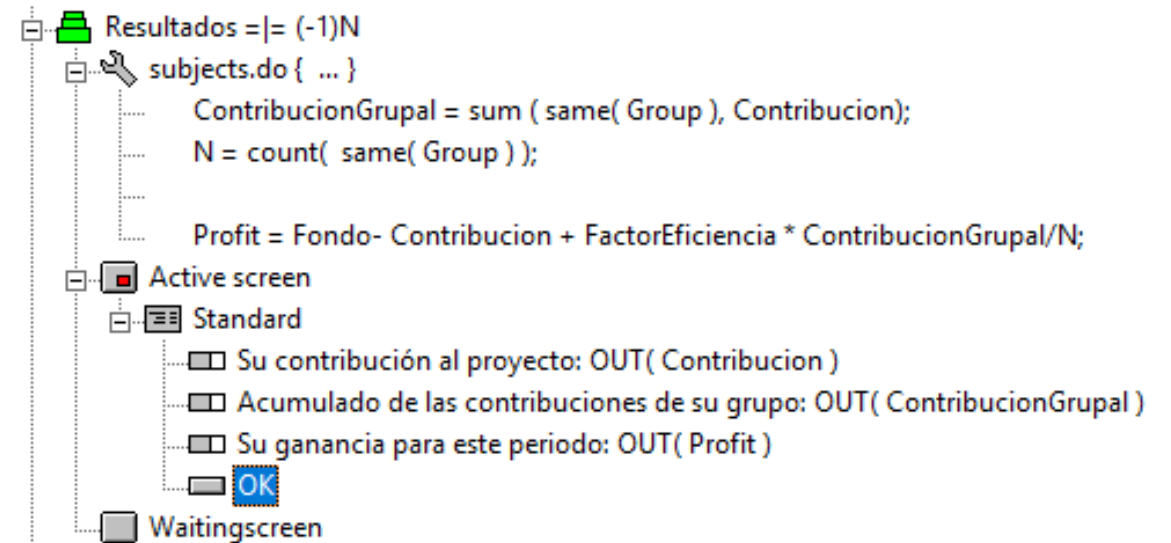 Resultados =|= (-1)N
subjects.do { ... }
ContribucionGrupal = sum ( same( Group ), Contribucion);
N = count( same( Group ) );
Profit = Fondo- Contribucion + FactorEficiencia * ContribucionGrupal/N;
Active screen
Standard
Su contribución al proyecto: OUT( Contribucion )
Acumulado de las contribuciones de su grupo: OUT( ContribucionGrupal )
Su ganancia para este periodo: OUT( Profit )
OK
Waitingscreen